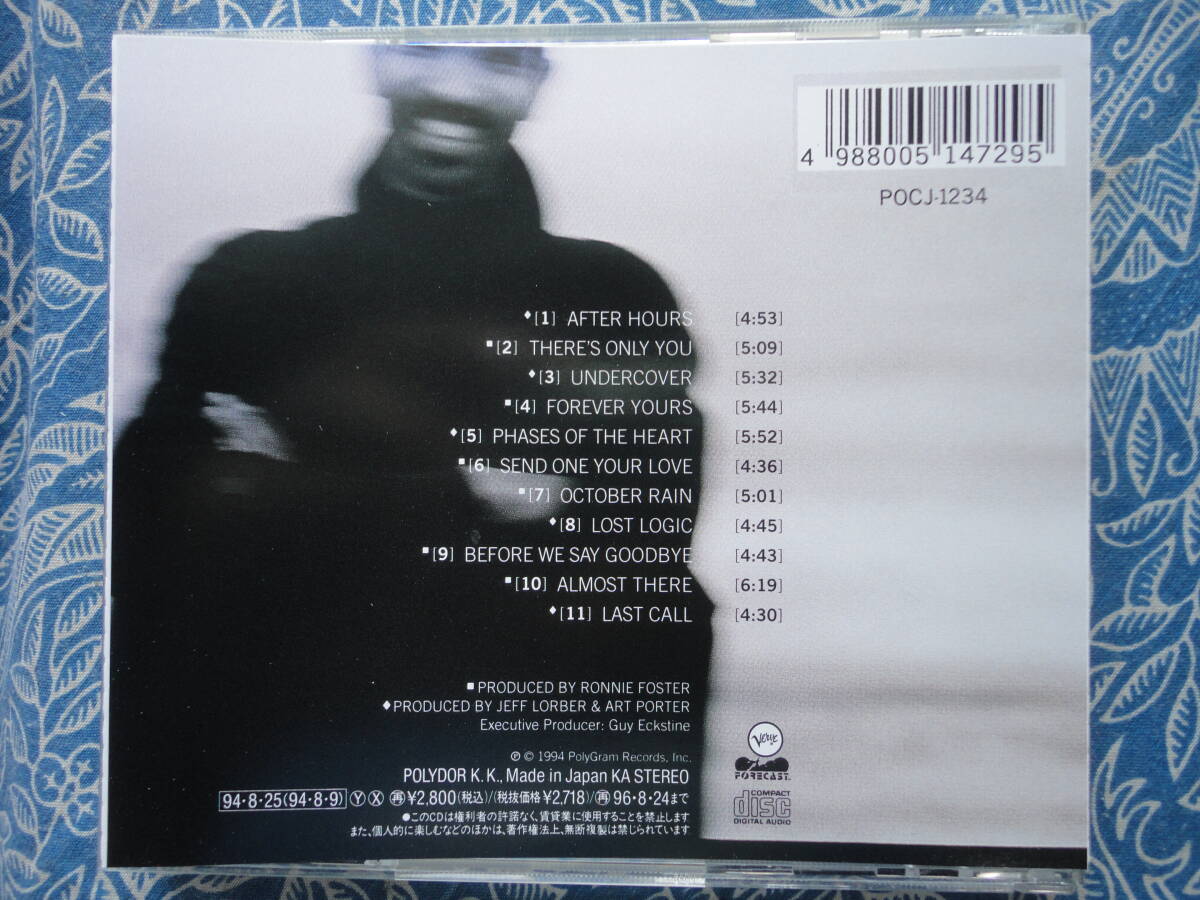 4 988005 147295
POCJ-1234
◆[1] AFTER HOURS [4:53]
■[2] THERE'S ONLY YOU [5:09]
◆[3] UNDERCOVER [5:32]
■[4] FOREVER YOURS [5:44]
◆[5] PHASES OF THE HEART [5:52]
■[6] SEND ONE YOUR LOVE [4:36]
■[7] OCTOBER RAIN [5:01]
◆[8] LOST LOGIC [4:45]
■[9] BEFORE WE SAY GOODBYE [4:43]
■[10] ALMOST THERE [6:19]
◆[11] LAST CALL [4:30]
■ PRODUCED BY RONNIE FOSTER
◆PRODUCED BY JEFF LORBER & ART PORTER
Executive Producer: Guy Eckstine
℗ © 1994 PolyGram Records, Inc.
POLYDOR K.K., Made in Japan KA STEREO
94・8・25(94・8・9) Ⓨ Ⓧ ㊢¥2,800(税込)/(税抜価格¥2,718)/再96・8・24まで
●このCDは権利者の許諾なく、賃貸業に使用することを禁止します
また、個人的に楽しむなどのほかは、著作権法上、無断複製は禁じられています
Verve
FORECAST
COMPACT
disc
DIGITAL AUDIO